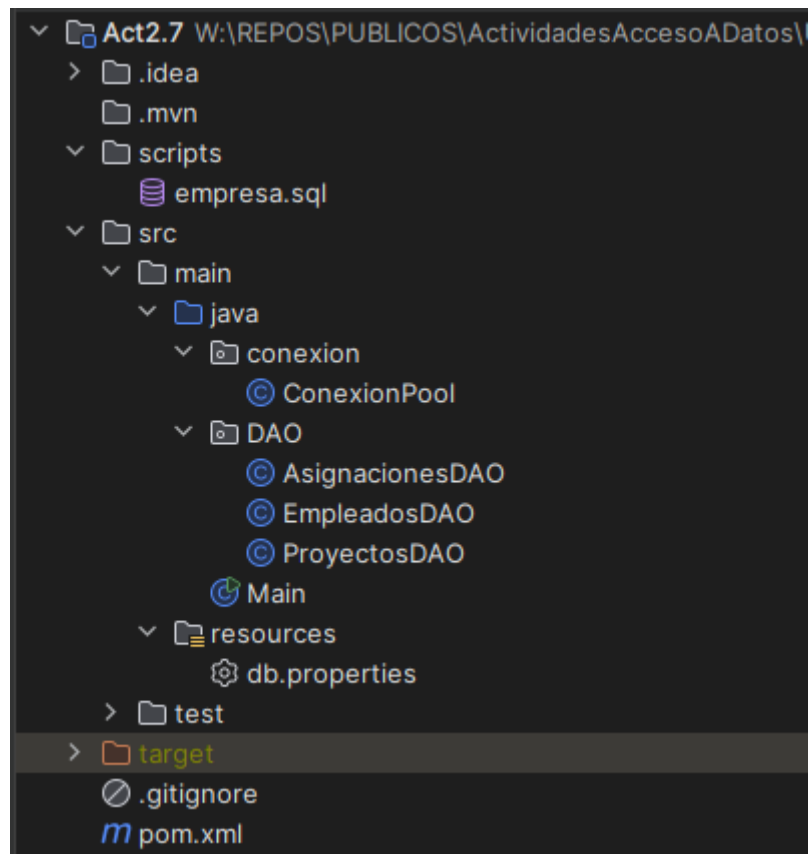 Act2.7 W:\REPOS\PUBLICOS\ActividadesAccesoADatos\
.idea
.mvn
scripts
empresa.sql
src
main
java
conexion
ConexionPool
DAO
AsignacionesDAO
EmpleadosDAO
ProyectosDAO
Main
resources
db.properties
test
target
.gitignore
pom.xml